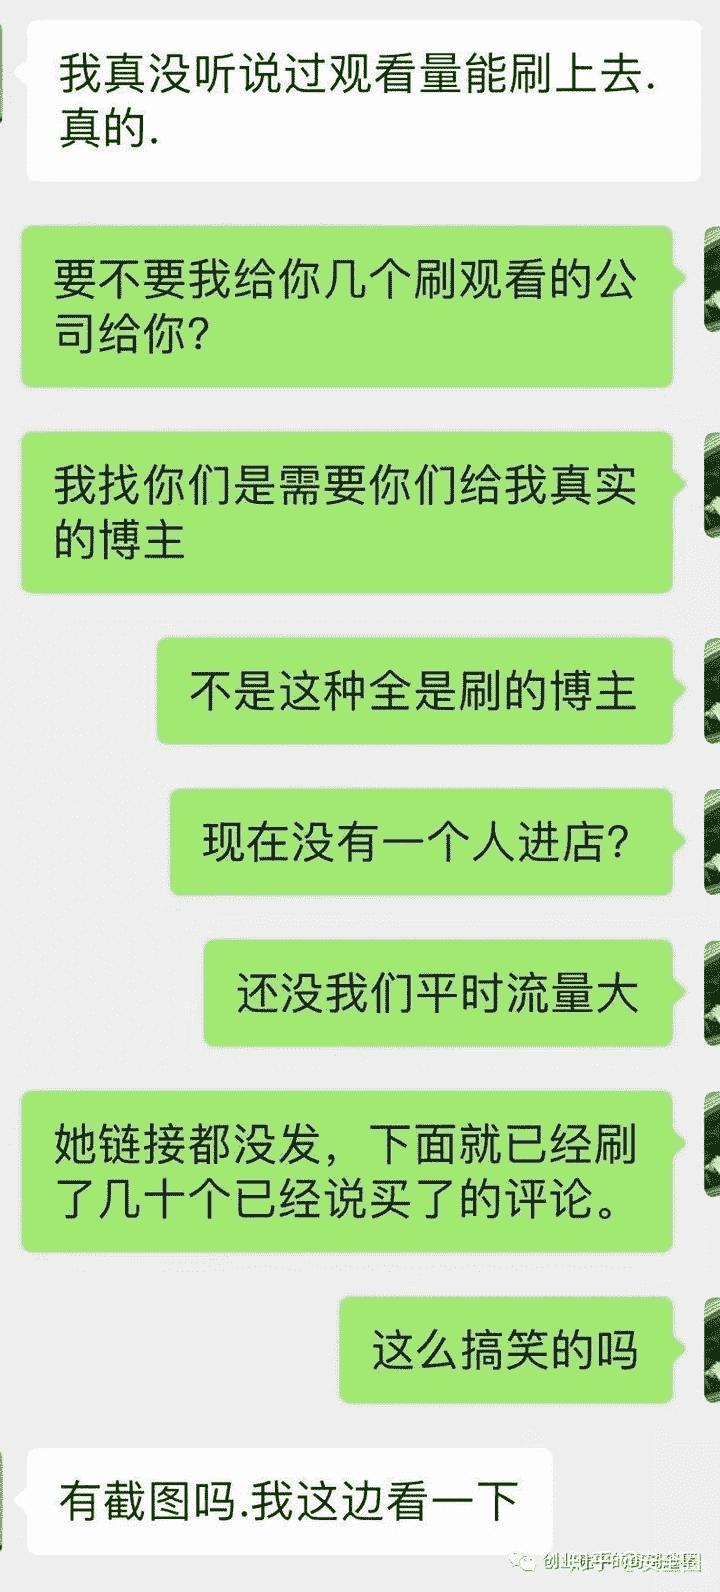 我真没听说过观看量能刷上去.
真的.
要不要我给你几个刷观看的公
司给你？
我找你们是需要你们给我真实
的博主
不是这种全是刷的博主
现在没有一个人进店？
还没我们平时流量大
她链接都没发，下面就已经刷
了几十个已经说买了的评论。
这么搞笑的吗
有截图吗.我这边看一下